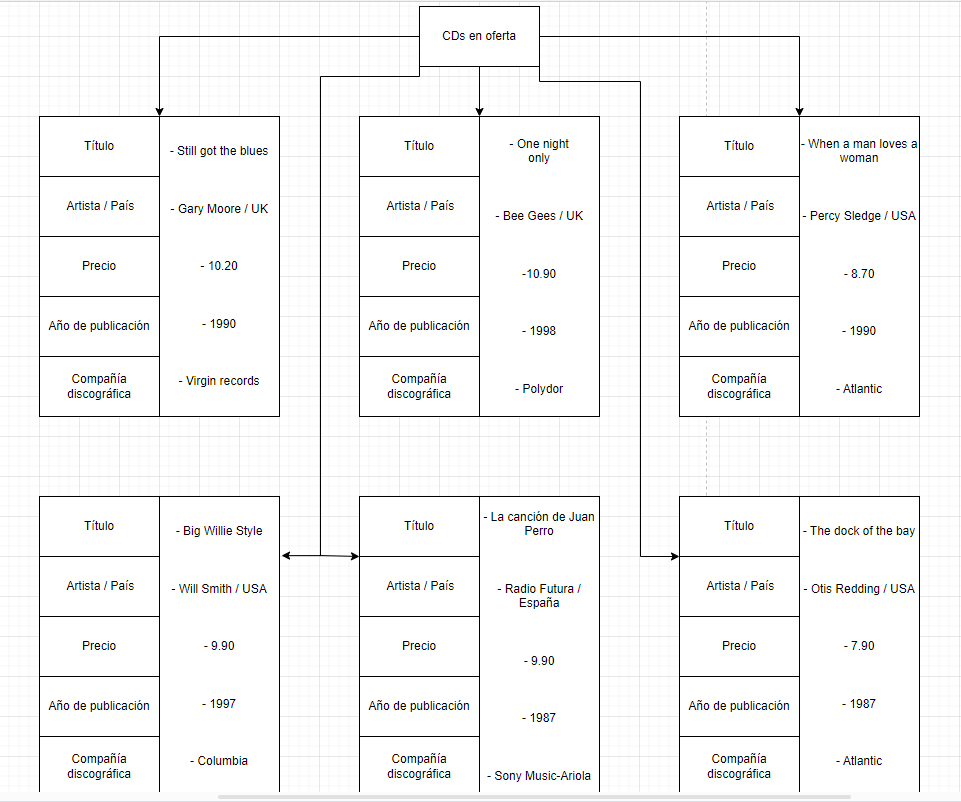 CDs en oferta
Título
- Still got the blues
Artista / País
- Gary Moore / UK
Precio
- 10.20
Año de publicación
- 1990
Compañía
discográfica
- Virgin records
Título
- One night
only
Artista / País
- Bee Gees / UK
Precio
-10.90
Año de publicación
- 1998
Compañía
discográfica
- Polydor
Título
- When a man loves a
woman
Artista / País
- Percy Sledge / USA
Precio
- 8.70
Año de publicación
- 1990
Compañía
discográfica
- Atlantic
Título
- Big Willie Style
Artista / País
- Will Smith / USA
Precio
- 9.90
Año de publicación
- 1997
Compañía
discográfica
- Columbia
Título
- La canción de Juan
Perro
Artista / País
- Radio Futura /
España
Precio
- 9.90
Año de publicación
- 1987
Compañía
discográfica
- Sony Music-Ariola
Título
- The dock of the bay
Artista / País
- Otis Redding / USA
Precio
- 7.90
Año de publicación
- 1987
Compañía
discográfica
- Atlantic